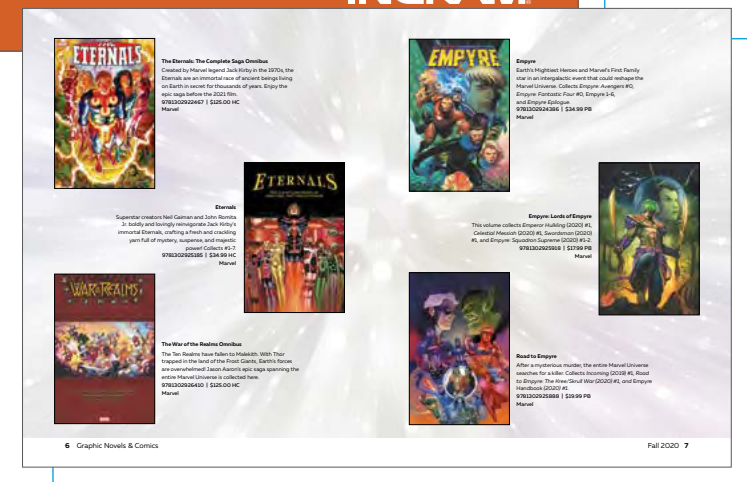 INGRAM
THE
ETERNALS
The Eternals: The Complete Saga Omnibus
Created by Marvel legend Jack Kirby in the 1970s, the
Eternals are an immortal race of ancient beings living
on Earth in secret for thousands of years. Enjoy the
epic saga before the 2021 film.
9781302922467 | $125.00 HC
Marvel
ETERNALS
Eternals
Superstar creators Neil Gaiman and John Romita
Jr. boldly and lovingly reinvigorate Jack Kirby's
immortal Eternals, crafting a fresh and crackling
yarn full of mystery, suspense, and majestic
power! Collects #1-7.
9781302925185 | $34.99 HC
Marvel
WAR OF THE REALMS
MARVEL
The War of the Realms Omnibus
The Ten Realms have fallen to Malekith. With Thor
trapped in the land of the Frost Giants, Earth's forces
are overwhelmed! Jason Aaron's epic saga spanning the
entire Marvel Universe is collected here.
9781302926410 | $125.00 HC
Marvel
6 Graphic Novels & Comics
EMPYRE
Empyre
Earth's Mightiest Heroes and Marvel's First Family
star in an intergalactic event that could reshape the
Marvel Universe. Collects Empyre: Avengers #0,
Empyre: Fantastic Four #0, Empyre 1-6,
and Empyre Epilogue.
9781302924386 | $34.99 PB
Marvel
Empyre: Lords of Empyre
This volume collects Emperor Hulkling (2020) #1,
Celestial Messiah (2020) #1, Swordsman (2020)
#1, and Empyre: Squadron Supreme (2020) #1-2.
9781302925918 | $17.99 PB
Marvel
Road to Empyre
After a mysterious murder, the entire Marvel Universe
searches for a killer. Collects Incoming (2019) #1, Road
to Empyre: The Kree/Skrull War (2020) #1, and Empyre
Handbook (2020) #1.
9781302925888 | $19.99 PB
Marvel
Fall 2020 7